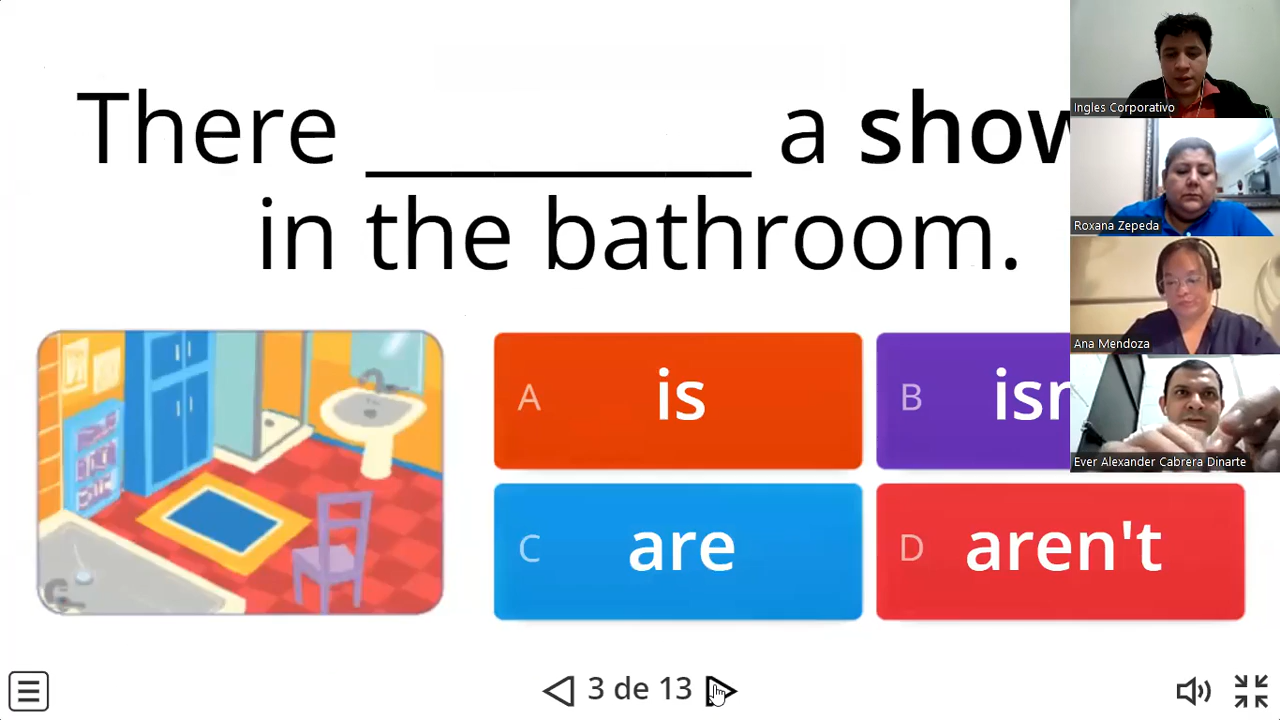 There __________ a show
in the bathroom.
A is
B isn
C are
D aren't
3 de 13
Ingles Corporativo
Roxana Zepeda
Ana Mendoza
Ever Alexander Cabrera Dinarte